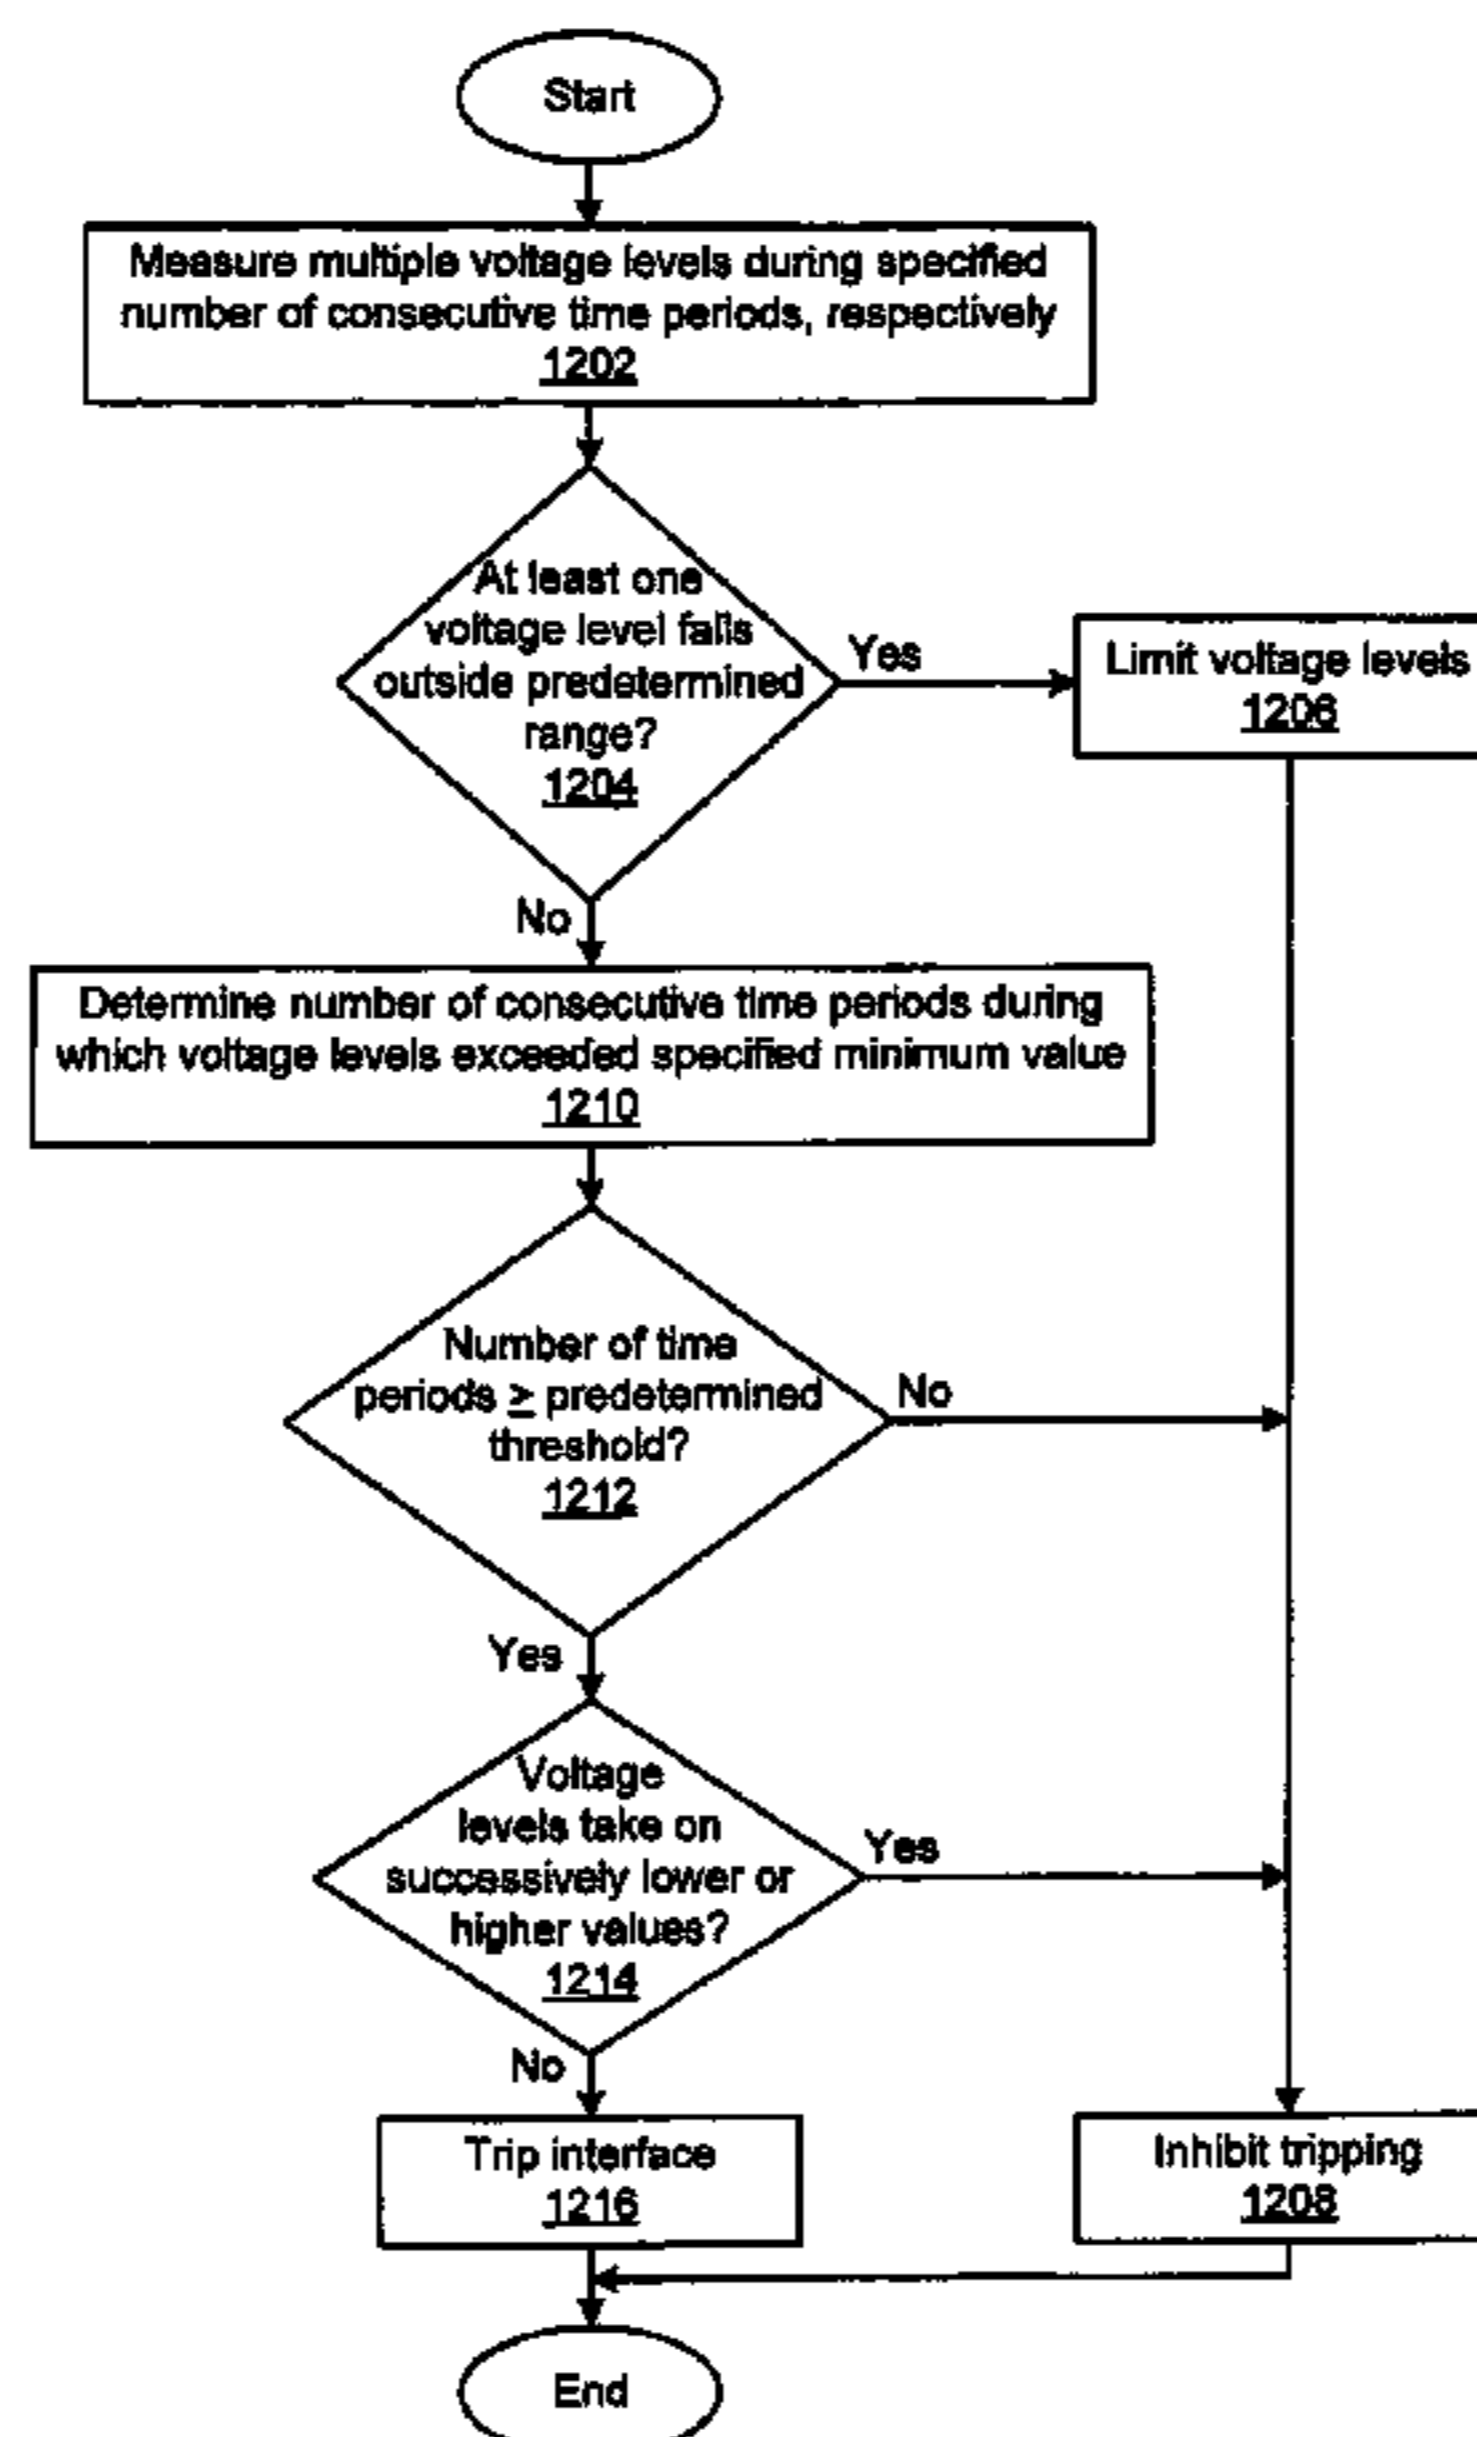 Start
Measure multiple voltage levels during specified
number of consecutive time periods, respectively
1202
At least one
voltage level falls
outside predetermined
range?
1204
Yes
Limit voltage levels
1206
No
Determine number of consecutive time periods during
which voltage levels exceeded specified minimum value
1210
Number of time
periods ≥ predetermined
threshold?
1212
No
Yes
Voltage
levels take on
successively lower or
higher values?
1214
Yes
No
Trip interface
1216
Inhibit tripping
1208
End